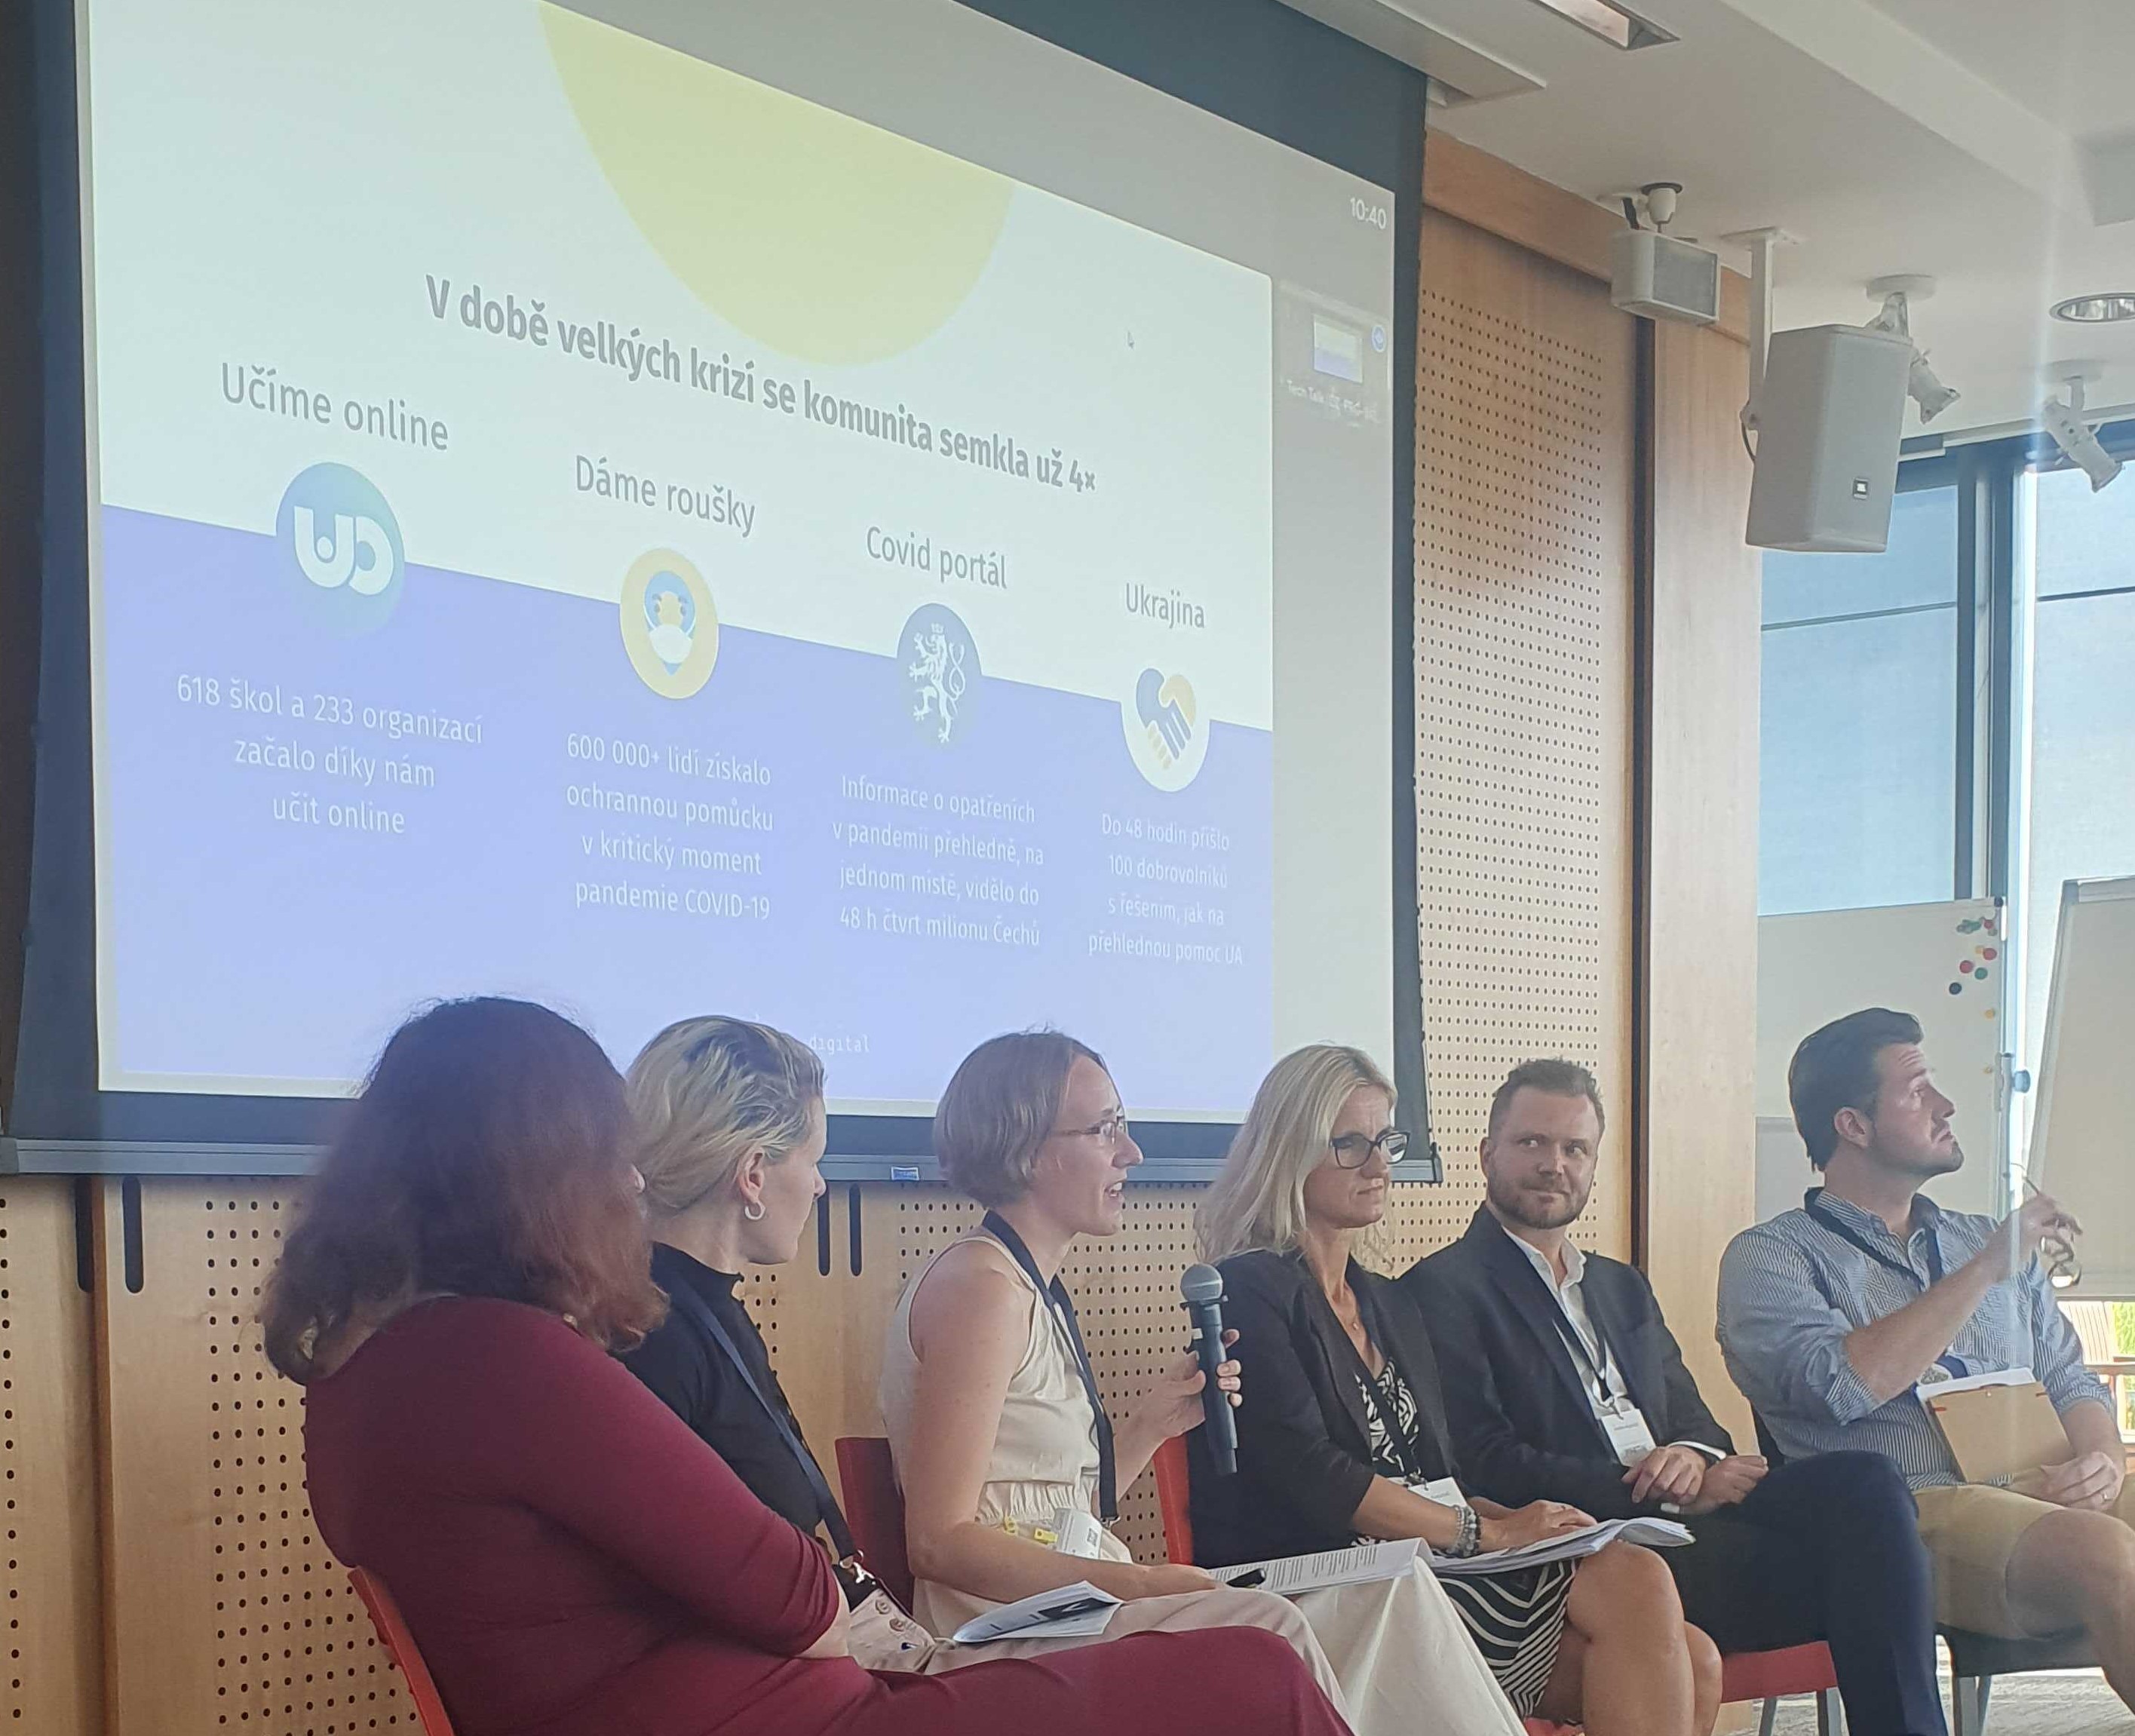 10:40
V době velkých krizí se komunita semkla už 4×
Učíme online
618 škol a 233 organizací
začalo díky nám
učit online
Dáme roušky
600 000+ lidí získalo
ochrannou pomůcku
v kritický moment
pandemie COVID-19
Covid portál
Informace o opatřeních
v pandemii přehledně, na
jednom místě, vidělo do
48 h čtvrt milionu Čechů
Ukrajina
Do 48 hodin přišlo
100 dobrovolníků
s řešením, jak na
přehlednou pomoc UA
digital
Tech Talk
JBL